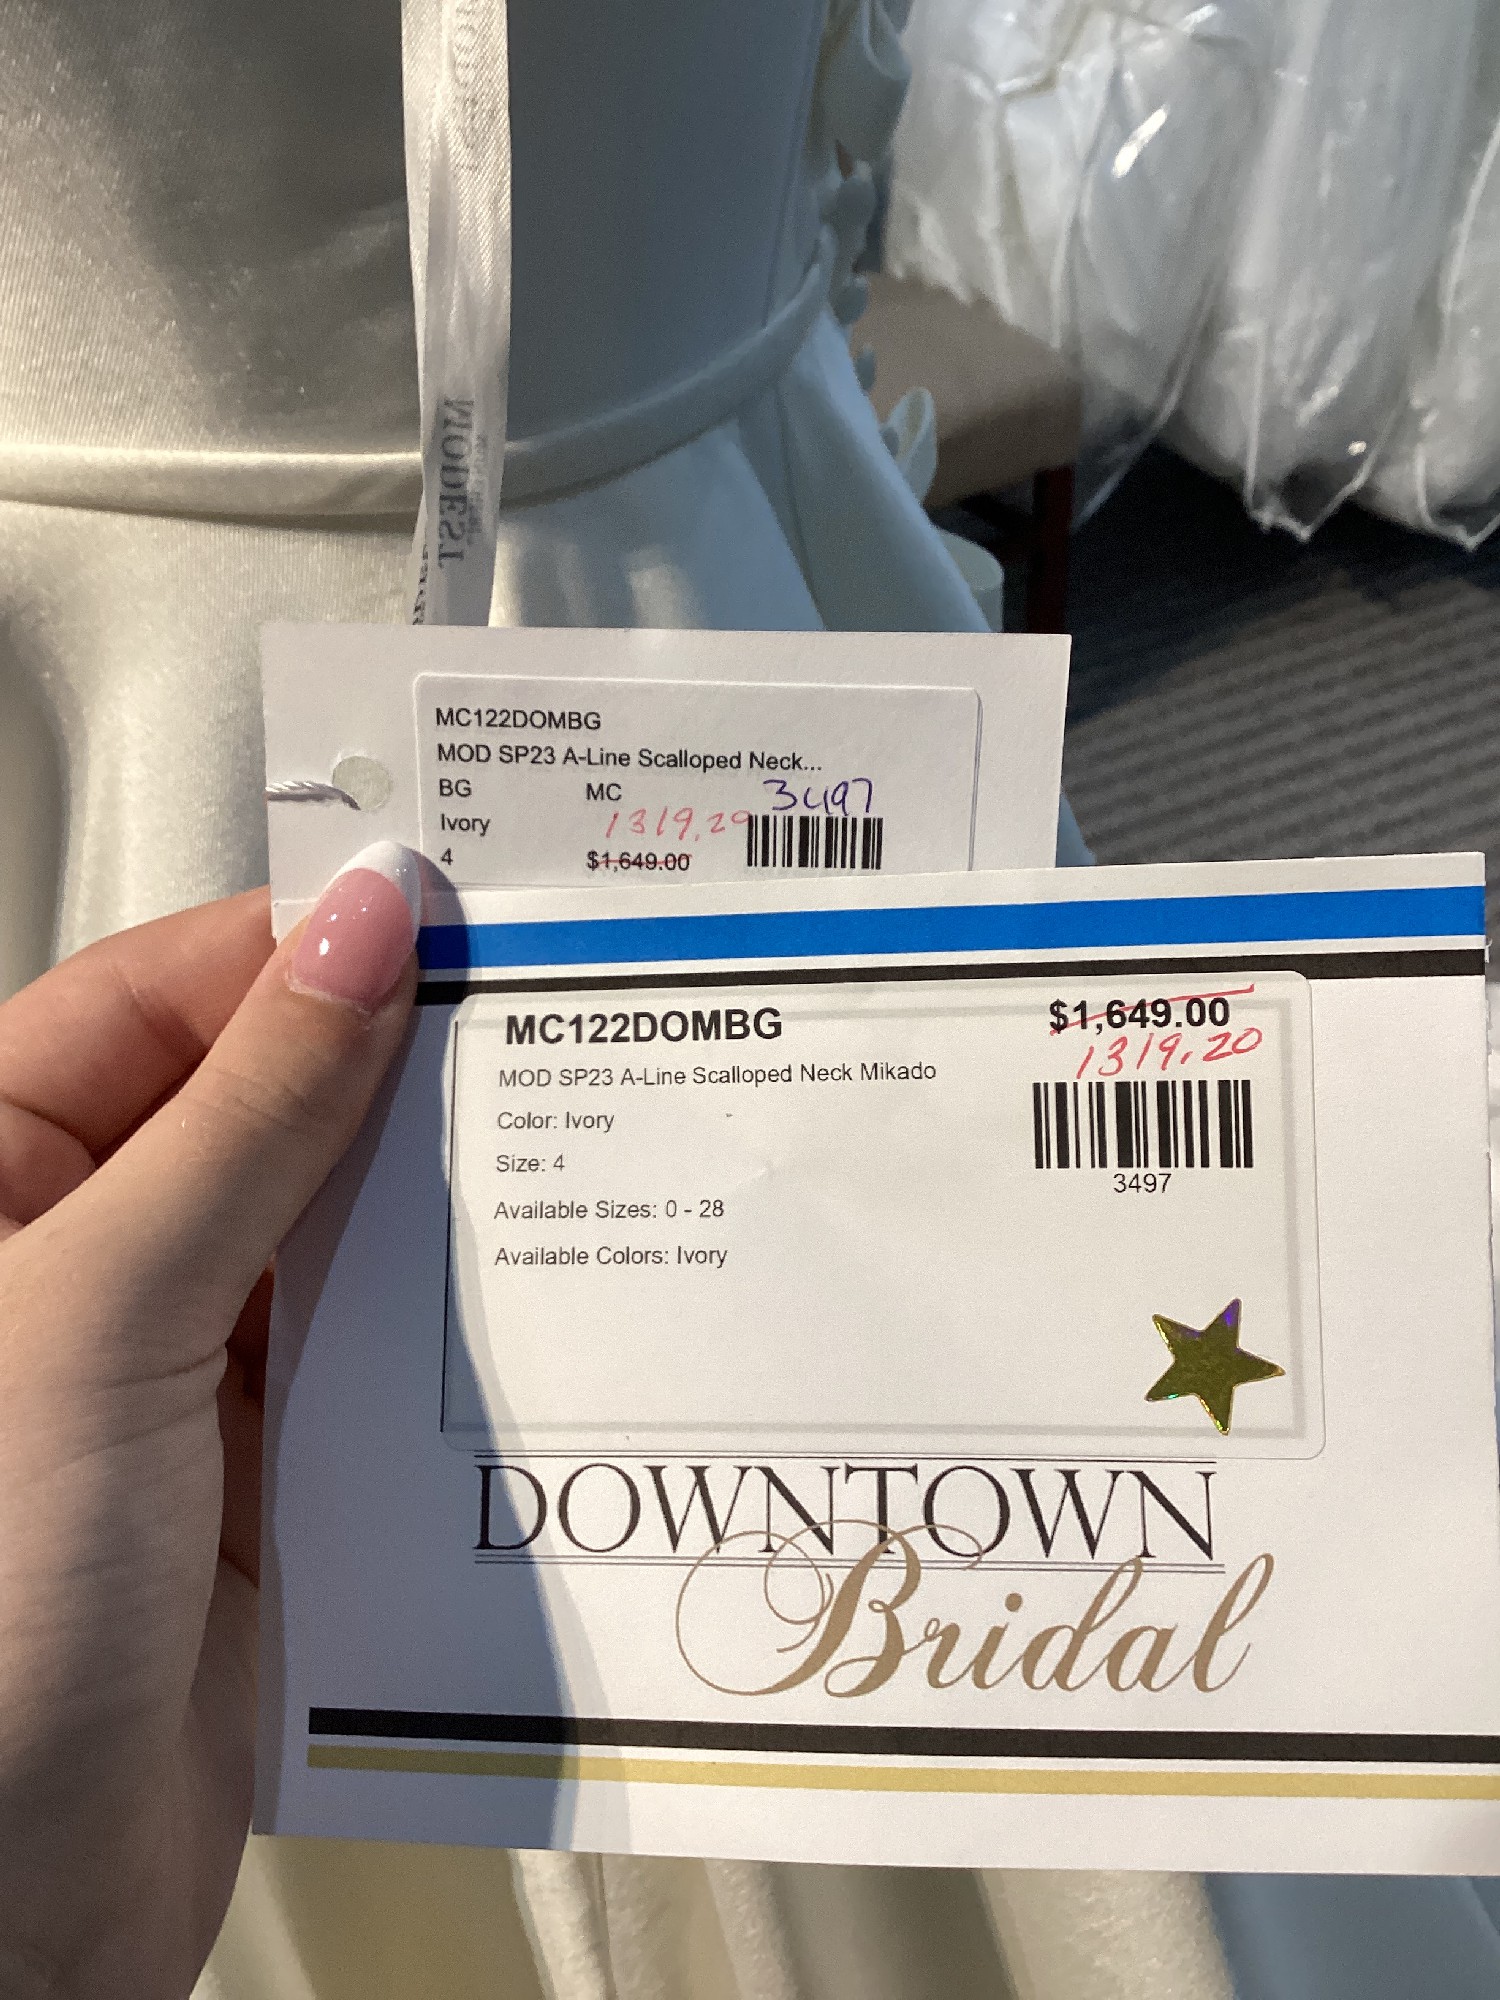 MODEST
MC122DOMBG
MOD SP23 A-Line Scalloped Neck...
BG MC 3497
Ivory 1319.20
4 $1,649.00
MC122DOMBG $1,649.00
1319.20
MOD SP23 A-Line Scalloped Neck Mikado
Color: Ivory
Size: 4
3497
Available Sizes: 0 - 28
Available Colors: Ivory
DOWNTOWN
Bridal